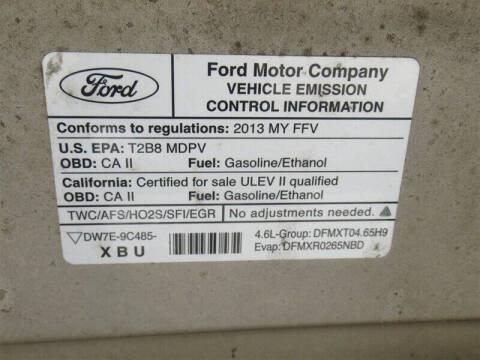 Ford
Ford Motor Company
VEHICLE EMISSION
CONTROL INFORMATION
Conforms to regulations: 2013 MY FFV
U.S. EPA: T2B8 MDPV
OBD: CA II Fuel: Gasoline/Ethanol
California: Certified for sale ULEV II qualified
OBD: CA II Fuel: Gasoline/Ethanol
TWC/AFS/HO2S/SFI/EGR No adjustments needed.
DW7E-9C485- 4.6L-Group: DFMXT04.65H9
XBU Evap: DFMXR0265NBD